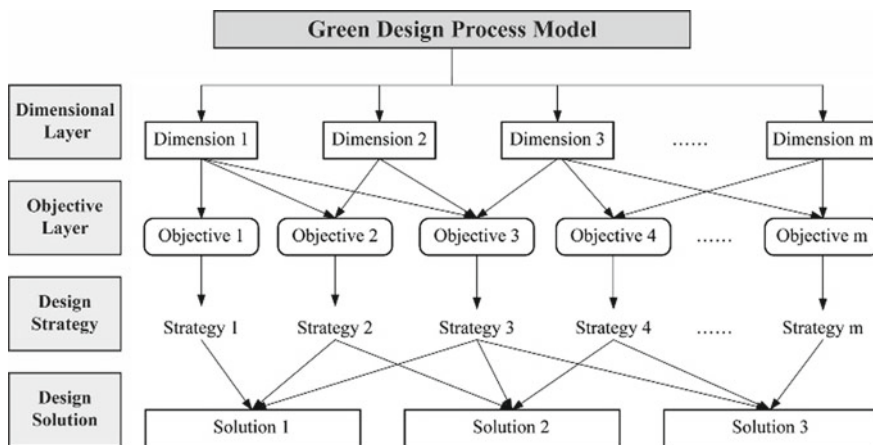 Green Design Process Model
Dimensional
Layer
Dimension 1
Dimension 2
Dimension 3
......
Dimension m
Objective
Layer
Objective 1
Objective 2
Objective 3
Objective 4
......
Objective m
Design
Strategy
Strategy 1
Strategy 2
Strategy 3
Strategy 4
......
Strategy m
Design
Solution
Solution 1
Solution 2
Solution 3